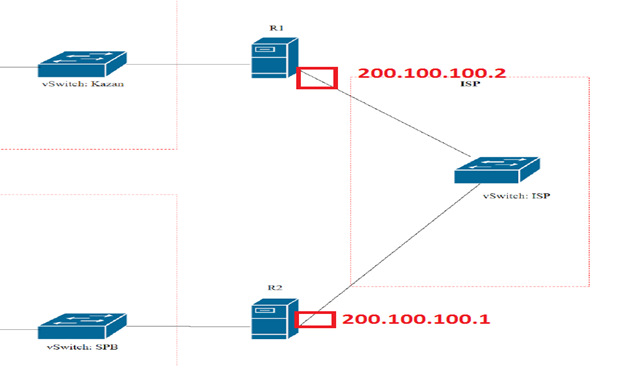 R1
200.100.100.2
vSwitch: Kazan
ISP
vSwitch: ISP
R2
200.100.100.1
vSwitch: SPB